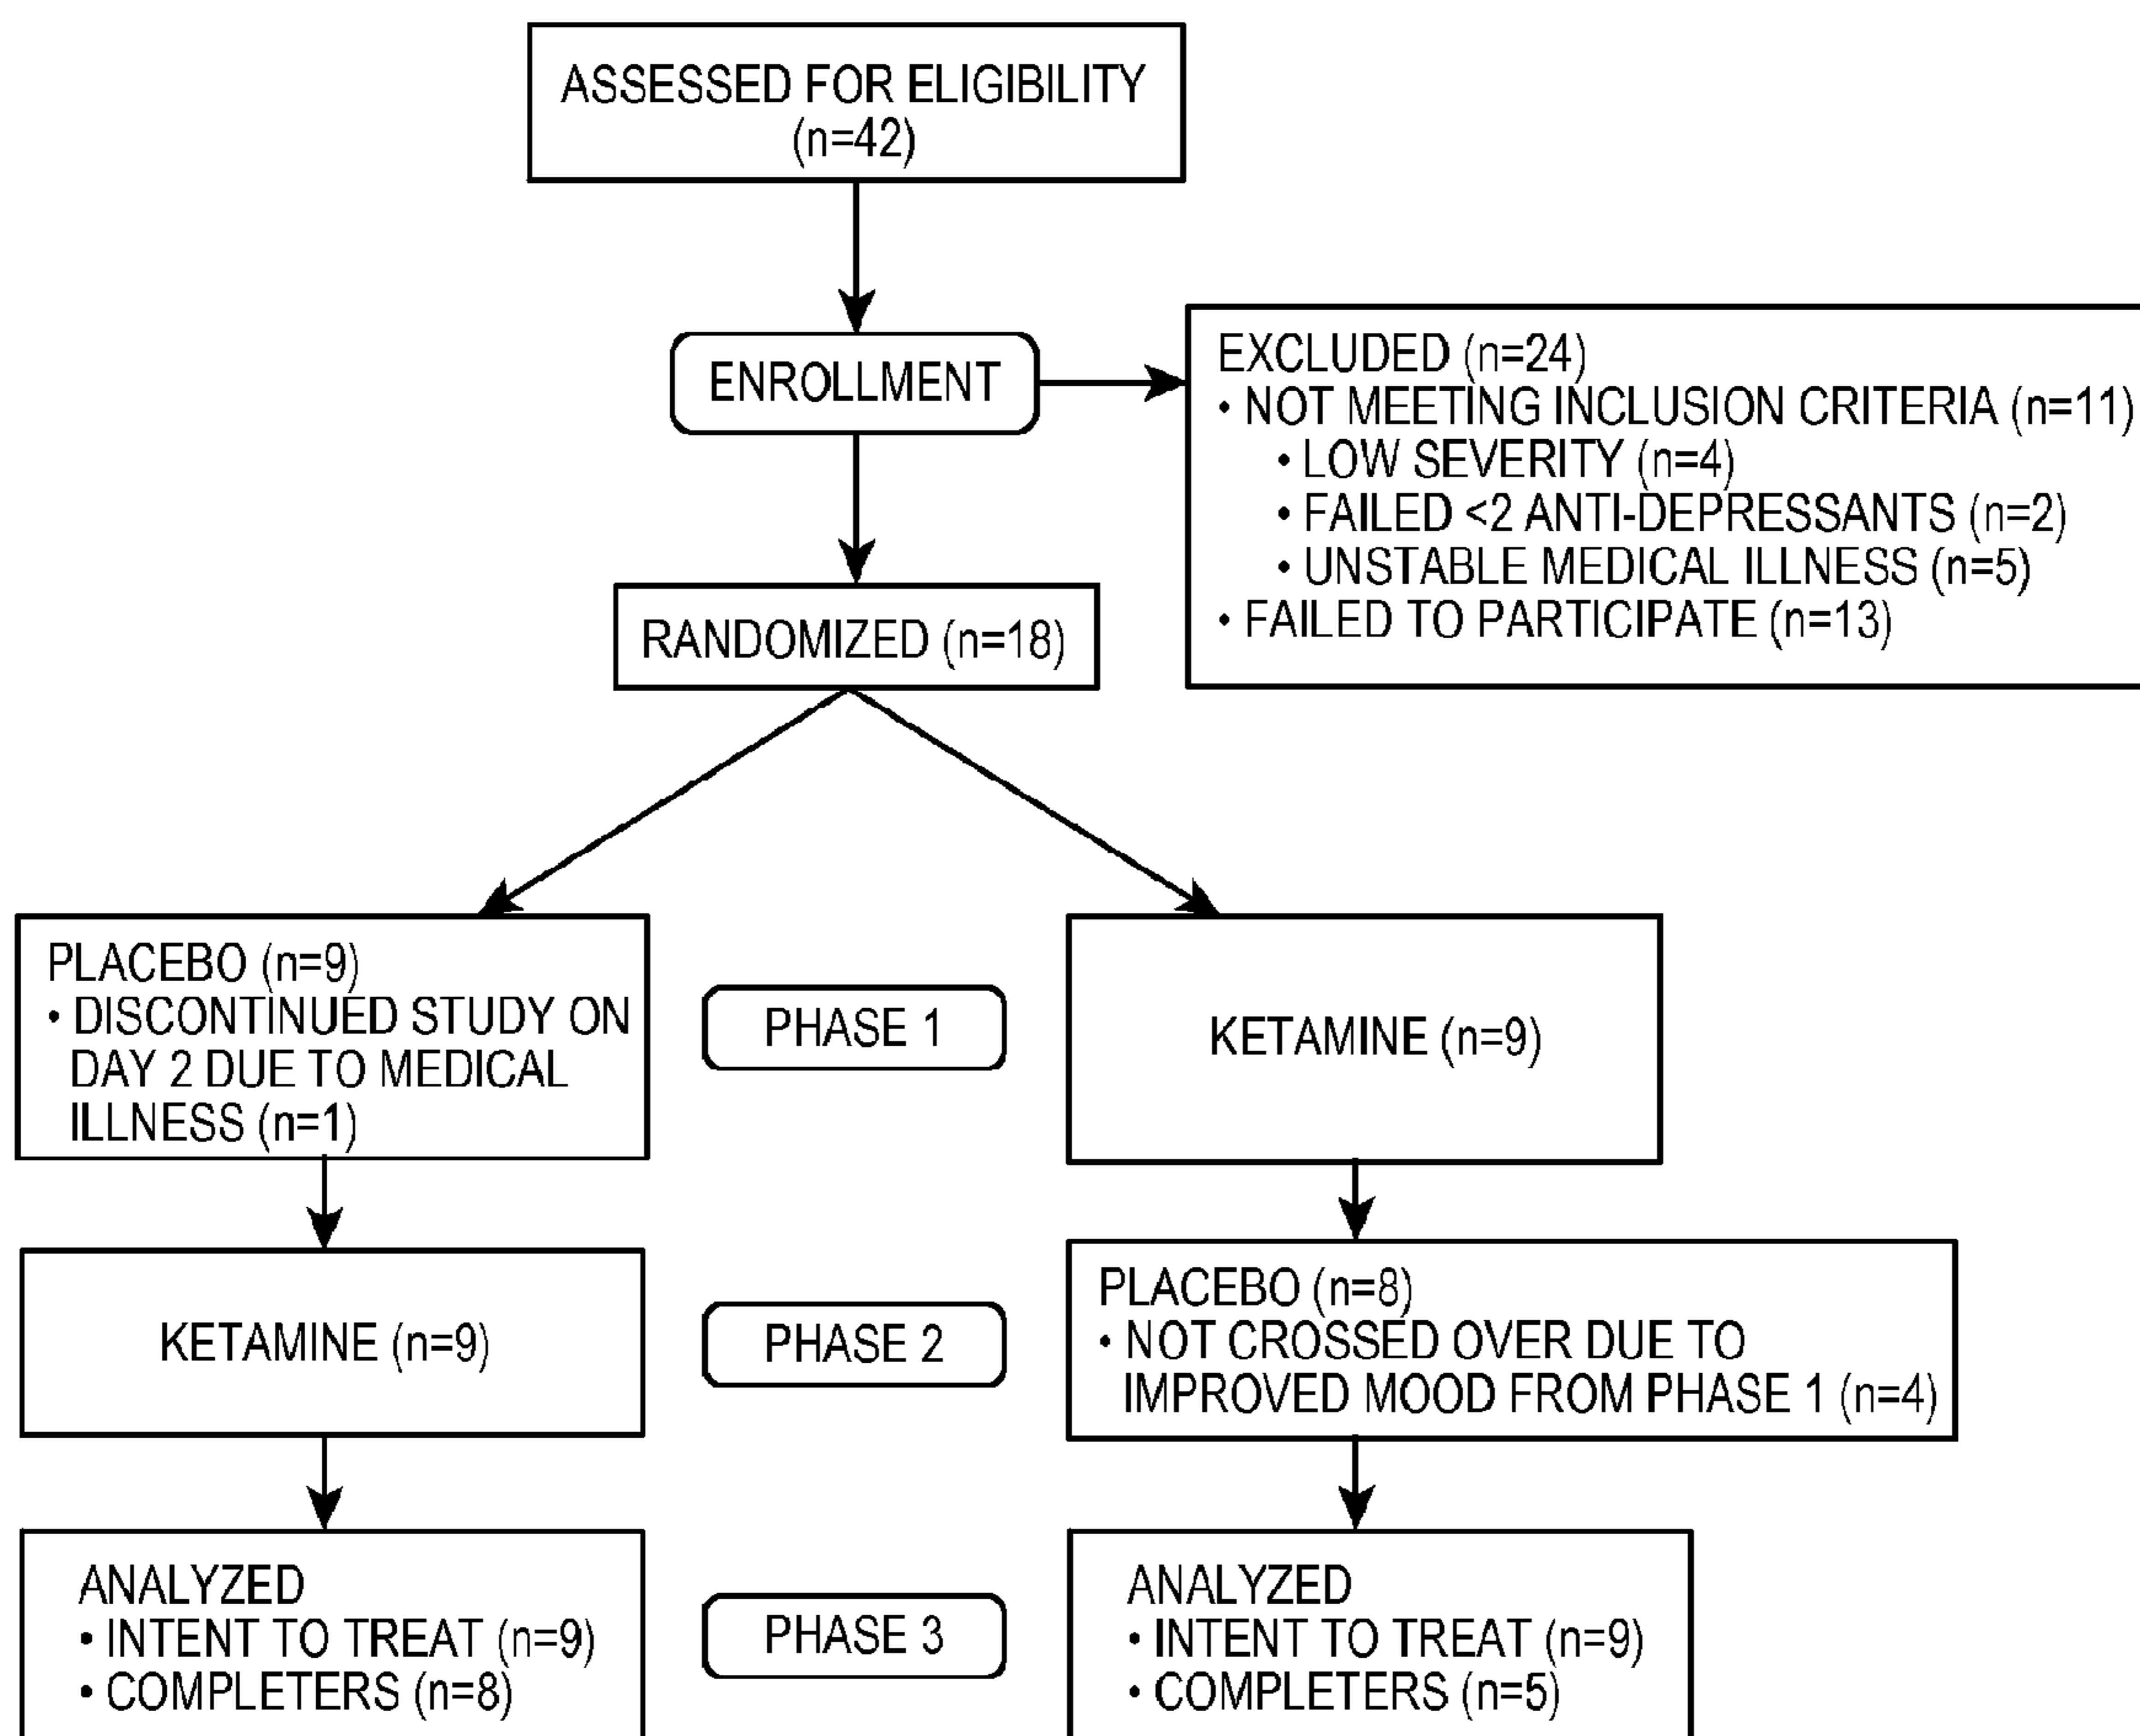 ASSESSED FOR ELIGIBILITY
(n=42)
ENROLLMENT
EXCLUDED (n=24)
• NOT MEETING INCLUSION CRITERIA (n=11)
• LOW SEVERITY (n=4)
• FAILED <2 ANTI-DEPRESSANTS (n=2)
• UNSTABLE MEDICAL ILLNESS (n=5)
• FAILED TO PARTICIPATE (n=13)
RANDOMIZED (n=18)
PLACEBO (n=9)
• DISCONTINUED STUDY ON
DAY 2 DUE TO MEDICAL
ILLNESS (n=1)
PHASE 1
KETAMINE (n=9)
KETAMINE (n=9)
PHASE 2
PLACEBO (n=8)
• NOT CROSSED OVER DUE TO
IMPROVED MOOD FROM PHASE 1 (n=4)
ANALYZED
• INTENT TO TREAT (n=9)
• COMPLETERS (n=8)
PHASE 3
ANALYZED
• INTENT TO TREAT (n=9)
• COMPLETERS (n=5)